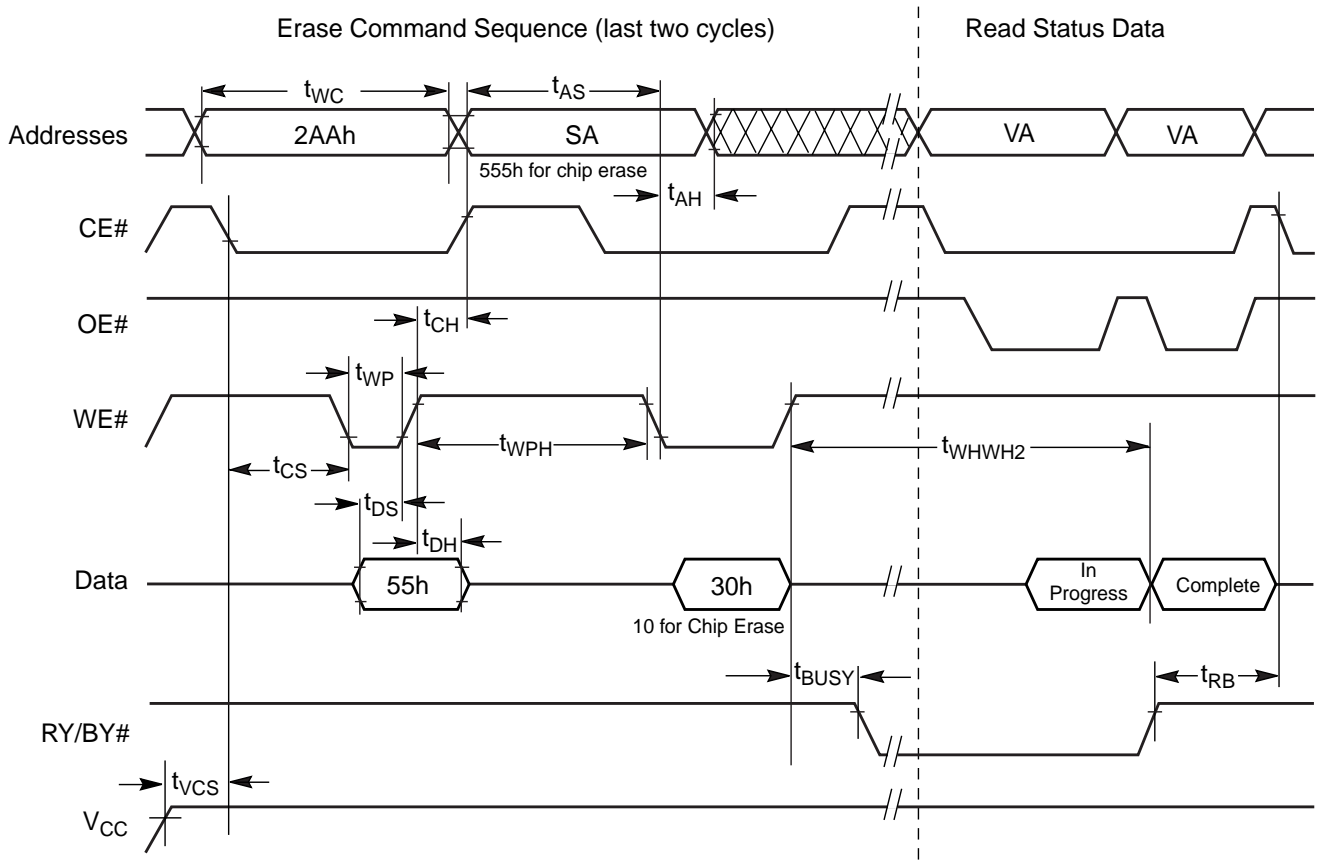 Erase Command Sequence (last two cycles)
Read Status Data
tWC
tAS
Addresses
2AAh
SA
VA
VA
555h for chip erase
tAH
CE#
OE#
tCH
tWP
WE#
tWPH
tWHWH2
tCS
tDS
tDH
Data
55h
30h
In
Progress
Complete
10 for Chip Erase
tBUSY
tRB
RY/BY#
tVCS
VCC